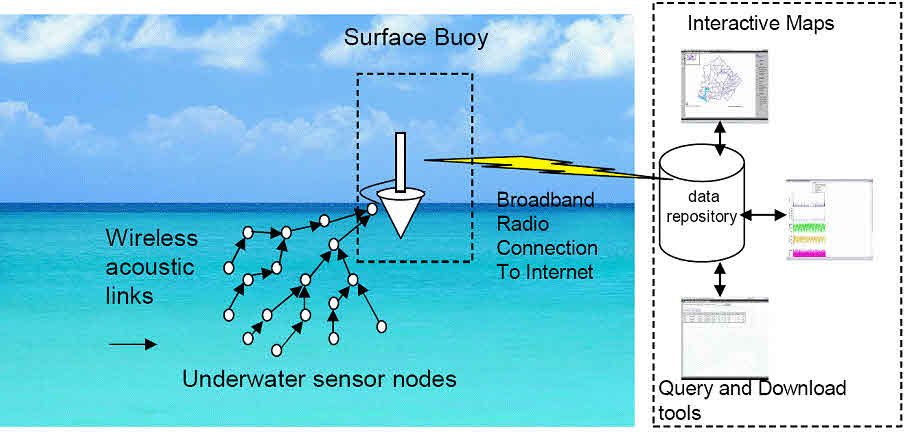 Surface Buoy
Interactive Maps
data
repository
Broadband
Radio
Connection
To Internet
Wireless
acoustic
links
Underwater sensor nodes
Query and Download
tools